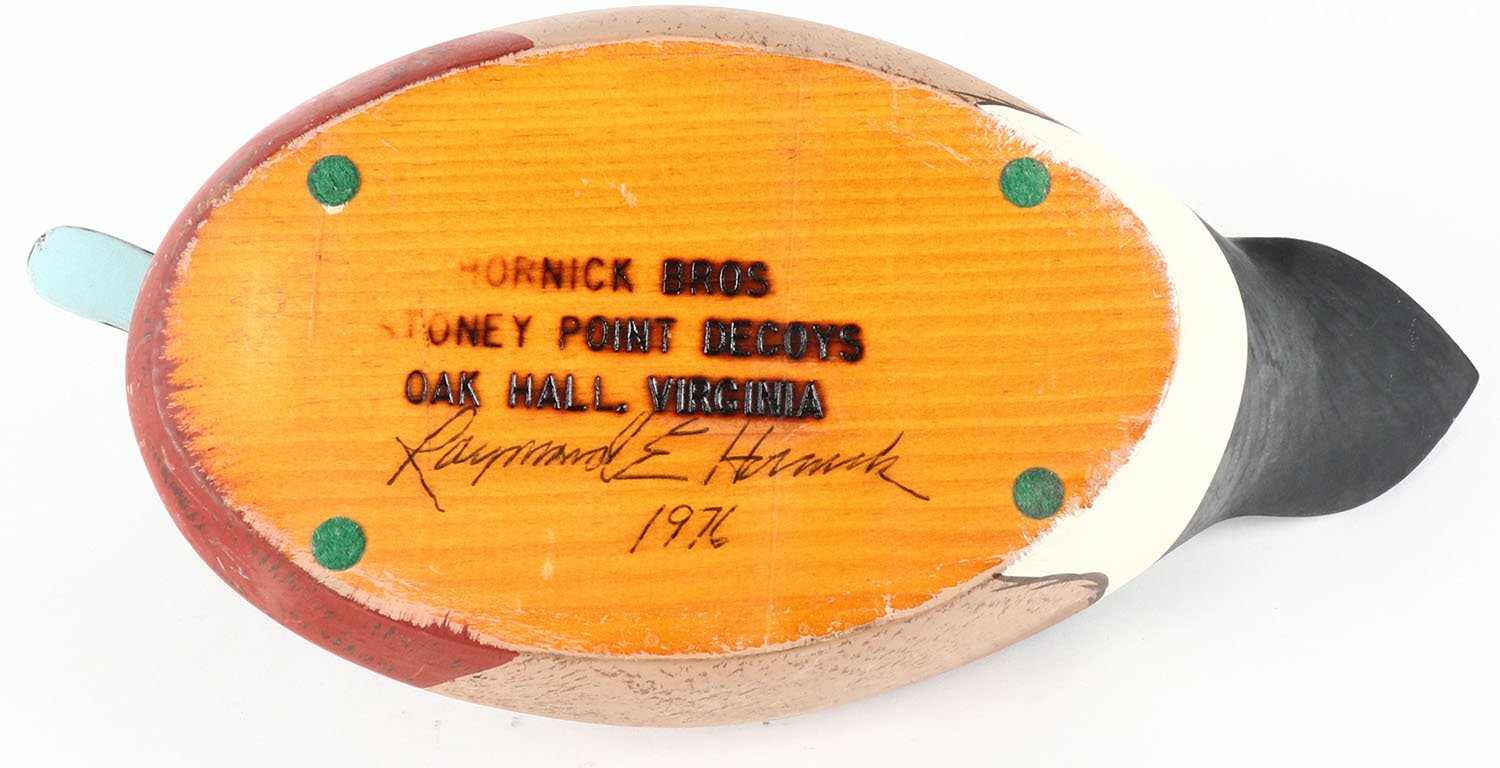 HORNICK BROS
STONEY POINT DECOYS
OAK HALL, VIRGINIA
Raymond E Hornick
1976